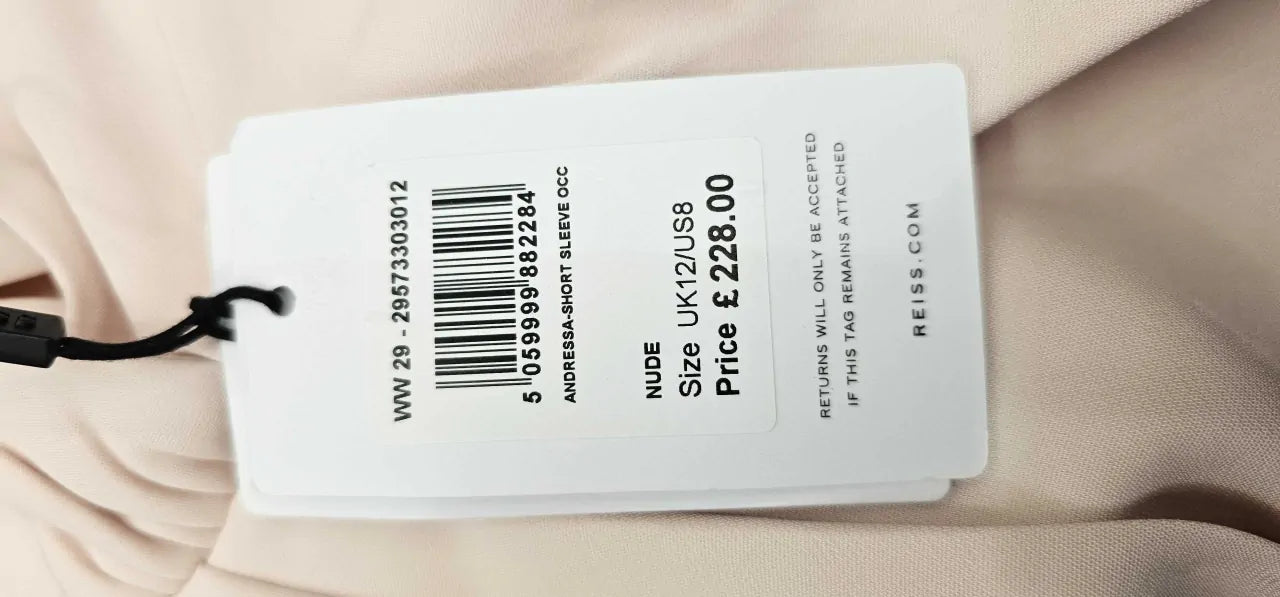 WW 29 - 29573303012
5 059999 882284
ANDRESSA-SHORT SLEEVE OCC
NUDE
Size UK12/US8
Price £ 228.00
RETURNS WILL ONLY BE ACCEPTED
IF THIS TAG REMAINS ATTACHED
REISS.COM